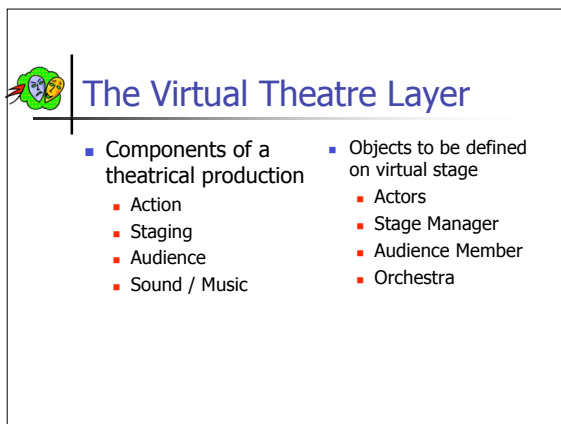 The Virtual Theatre Layer
Components of a
theatrical production
Action
Staging
Audience
Sound / Music
Objects to be defined
on virtual stage
Actors
Stage Manager
Audience Member
Orchestra